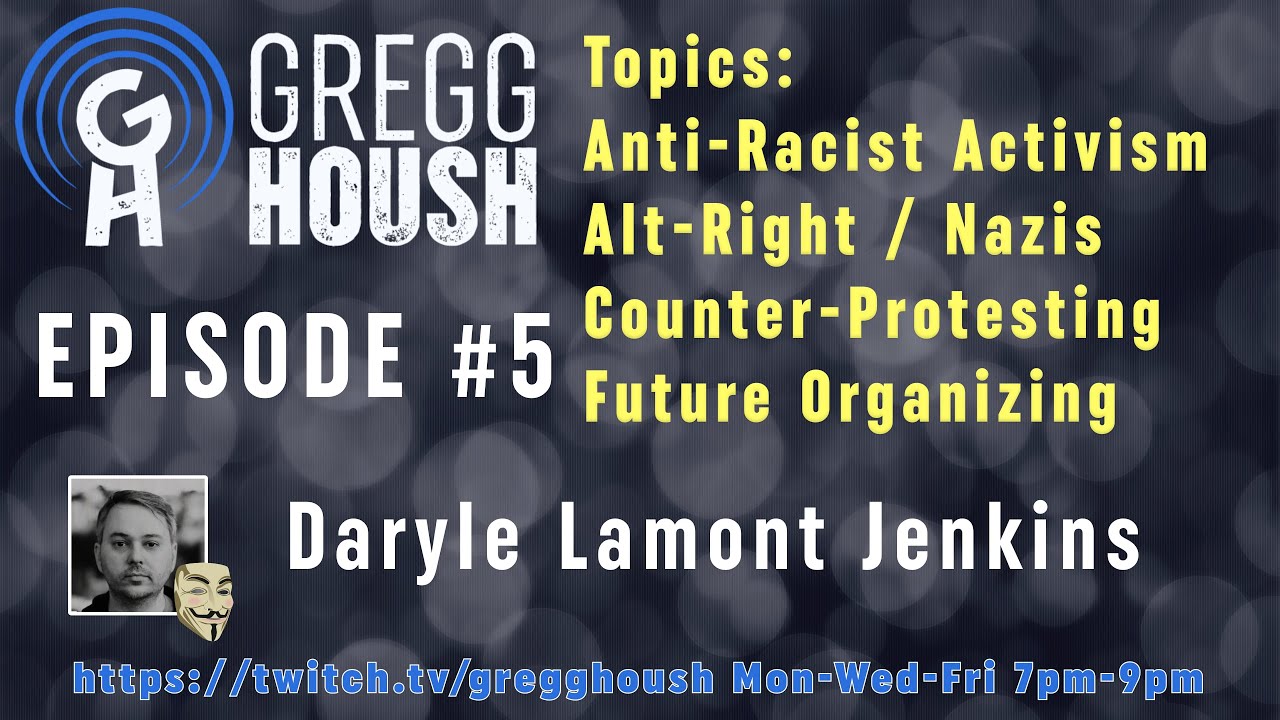 GH
GREGG
HOUSH
EPISODE #5
Topics:
Anti-Racist Activism
Alt-Right / Nazis
Counter-Protesting
Future Organizing
Daryle Lamont Jenkins
https://twitch.tv/gregghoush Mon-Wed-Fri 7pm-9pm